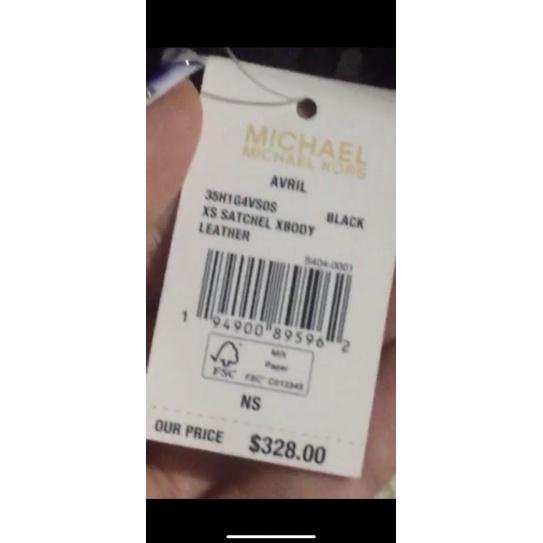 MICHAEL
MICHAEL KORS
AVRIL
35H1G4VS0S
BLACK
XS SATCHEL XBODY
LEATHER
S404-0001
1 94900 89596 2
FSC
MIX
Paper
FSC® C012345
NS
OUR PRICE $328.00